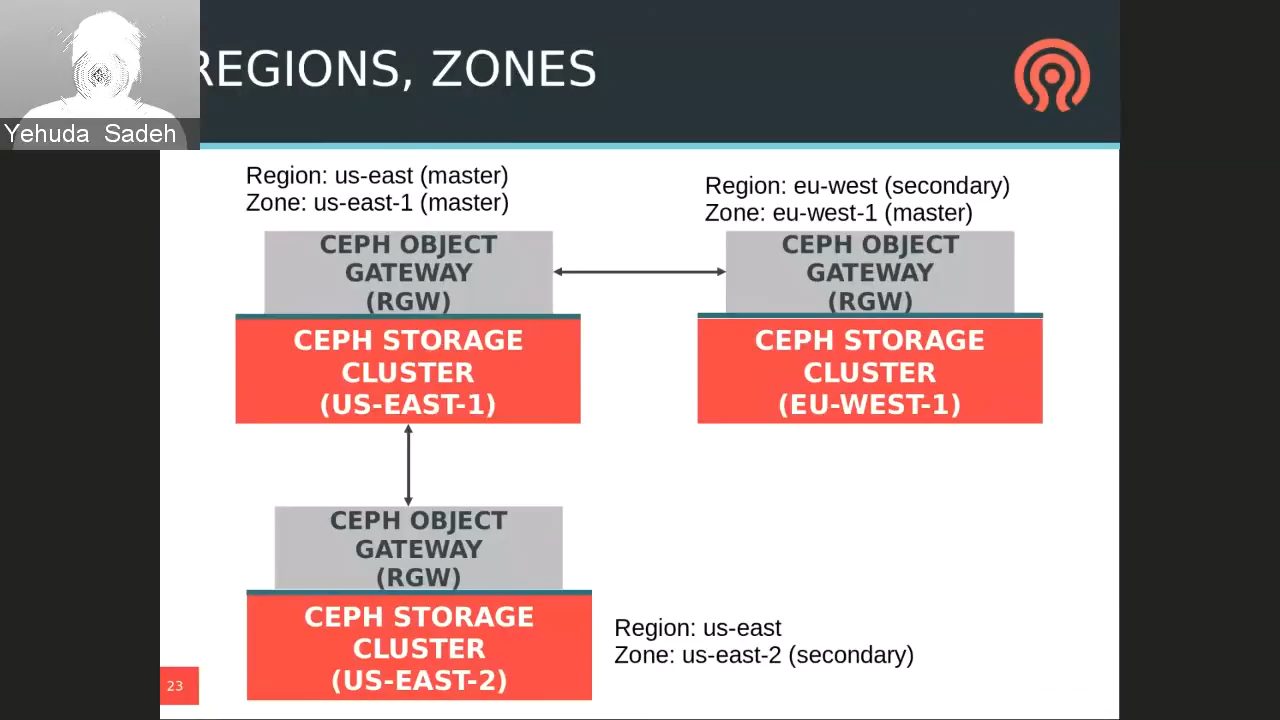 REGIONS, ZONES
Yehuda Sadeh
Region: us-east (master)
Zone: us-east-1 (master)
Region: eu-west (secondary)
Zone: eu-west-1 (master)
CEPH OBJECT
GATEWAY
(RGW)
CEPH STORAGE
CLUSTER
(US-EAST-1)
CEPH OBJECT
GATEWAY
(RGW)
CEPH STORAGE
CLUSTER
(EU-WEST-1)
CEPH OBJECT
GATEWAY
(RGW)
CEPH STORAGE
CLUSTER
(US-EAST-2)
Region: us-east
Zone: us-east-2 (secondary)
23